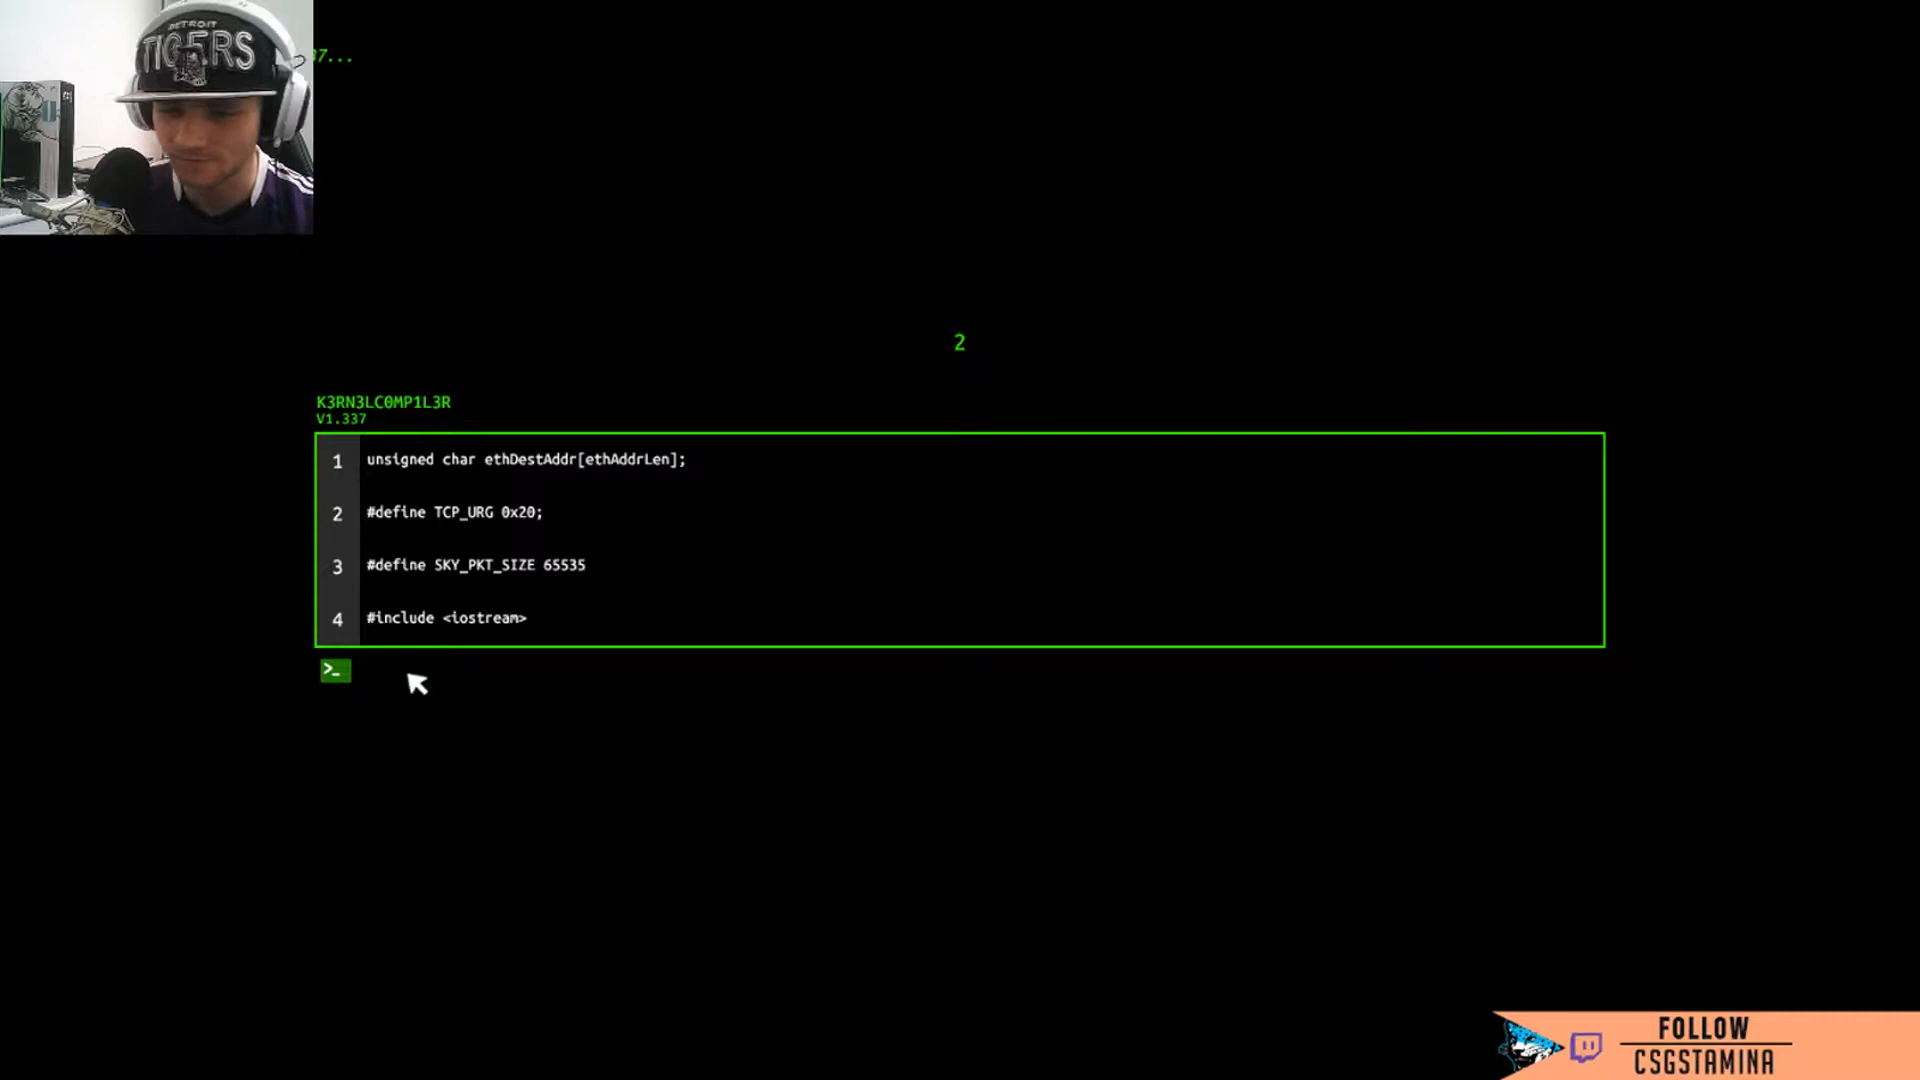 DETROIT
TIGERS
37...
2
K3RN3LC0MP1L3R
V1.337
1 unsigned char ethDestAddr[ethAddrLen];
2 #define TCP_URG 0x20;
3 #define SKY_PKT_SIZE 65535
4 #include <iostream>
>_
FOLLOW
CSGSTAMINA